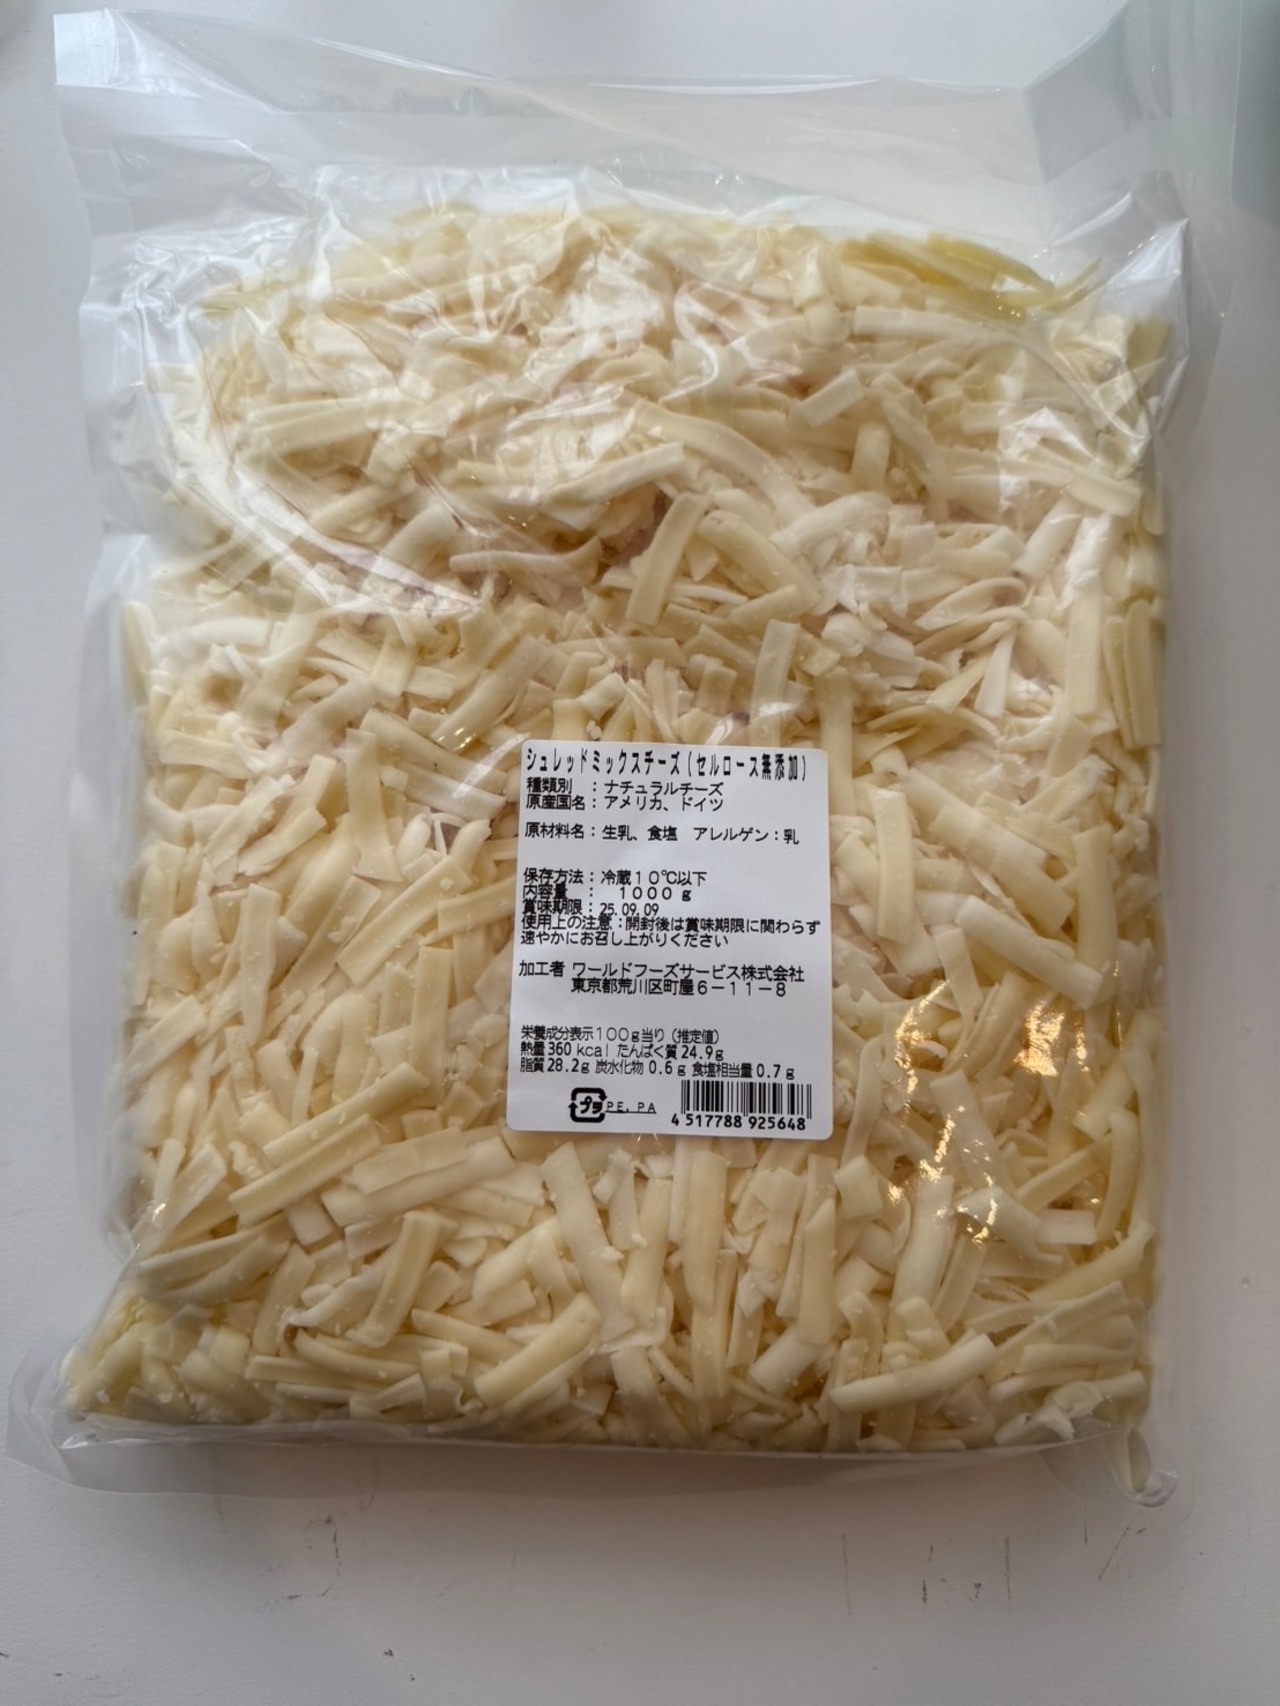 シュレッドミックスチーズ(セルロース無添加)
種類別 :ナチュラルチーズ
原産国名:アメリカ、ドイツ
原材料名:生乳、食塩 アレルゲン:乳
保存方法:冷蔵10℃以下
内容量 : 1000g
賞味期限:25.09.09
使用上の注意:開封後は賞味期限に関わらず
速やかにお召し上がりください
加工者 ワールドフーズサービス株式会社
東京都荒川区町屋6-11-8
栄養成分表示100g当り(推定値)
熱量360kcal たんぱく質24.9g
脂質28.2g 炭水化物0.6g 食塩相当量0.7g
プラ PE,PA
4517788925648